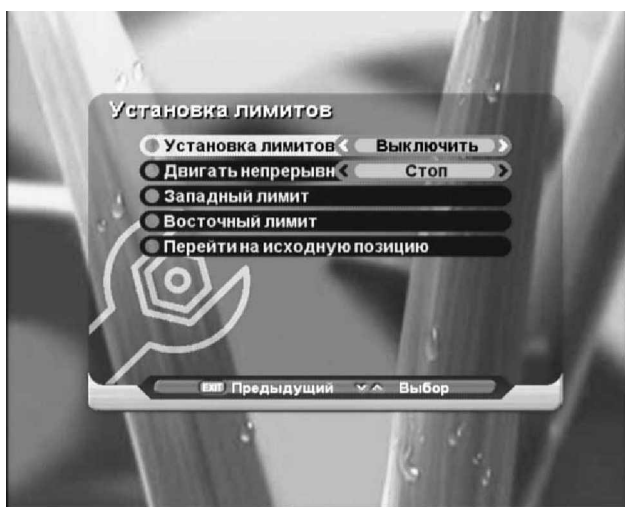 Установка лимитов
Установка лимитов Выключить
Двигать непрерывн Стоп
Западный лимит
Восточный лимит
Перейти на исходную позицию
EXIT Предыдущий Выбор